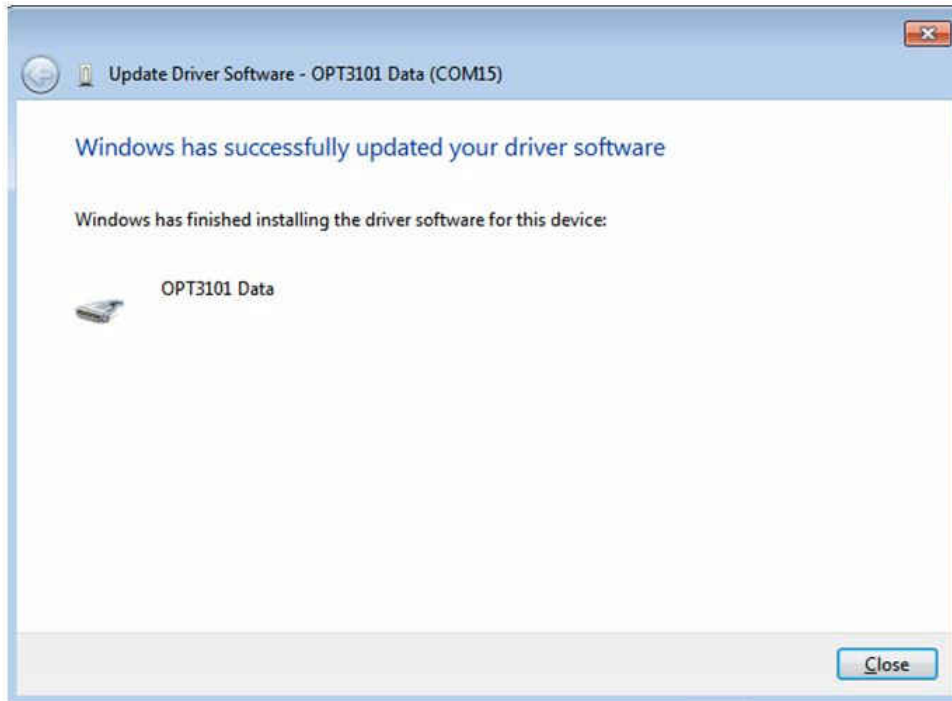 Update Driver Software - OPT3101 Data (COM15)
Windows has successfully updated your driver software
Windows has finished installing the driver software for this device:
OPT3101 Data
Close